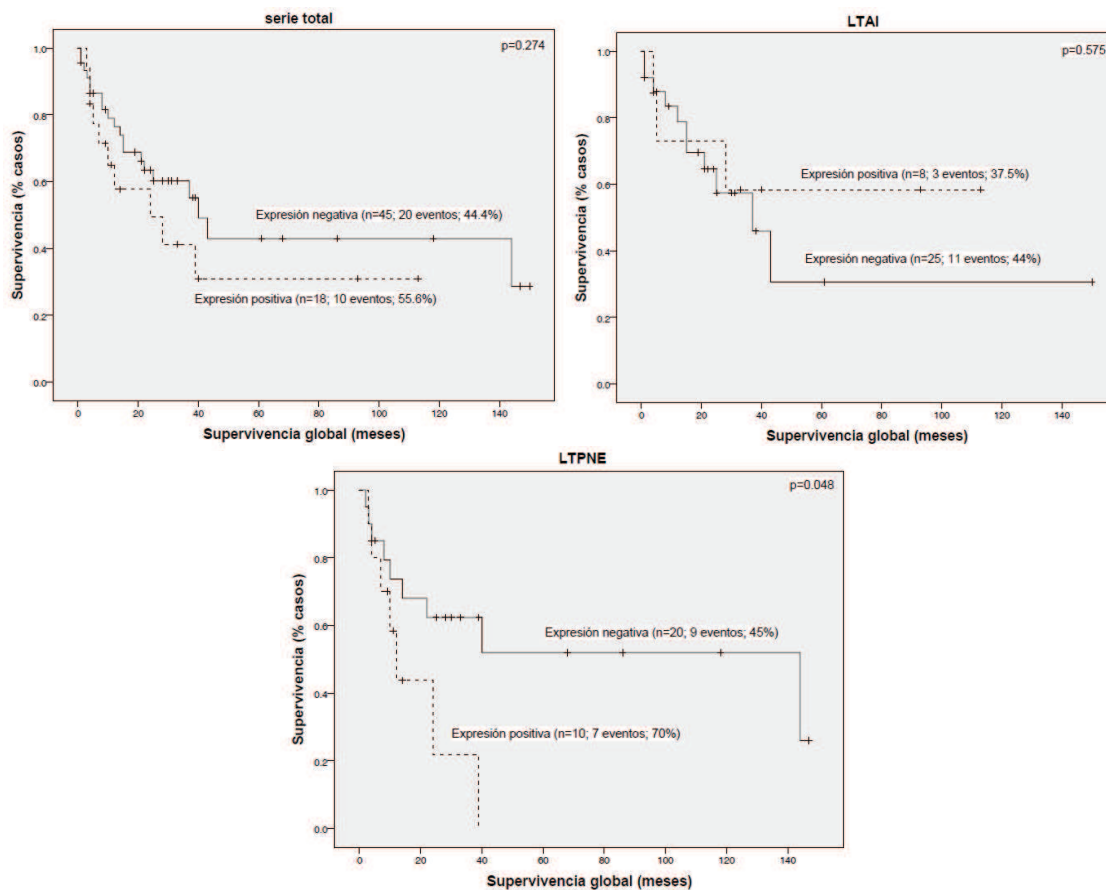 serie total
p=0.274
1.0
0.8
0.6
0.4
0.2
0.0
Supervivencia (% casos)
Expresión negativa (n=45; 20 eventos; 44.4%)
Expresión positiva (n=18; 10 eventos; 55.6%)
0 20 40 60 80 100 120 140
Supervivencia global (meses)
LTAI
p=0.575
1.0
0.8
0.6
0.4
0.2
0.0
Supervivencia (% casos)
Expresión positiva (n=8; 3 eventos; 37.5%)
Expresión negativa (n=25; 11 eventos; 44%)
0 20 40 60 80 100 120 140
Supervivencia global (meses)
LTPNE
p=0.048
1.0
0.8
0.6
0.4
0.2
0.0
Supervivencia (% casos)
Expresión negativa (n=20; 9 eventos; 45%)
Expresión positiva (n=10; 7 eventos; 70%)
0 20 40 60 80 100 120 140
Supervivencia global (meses)